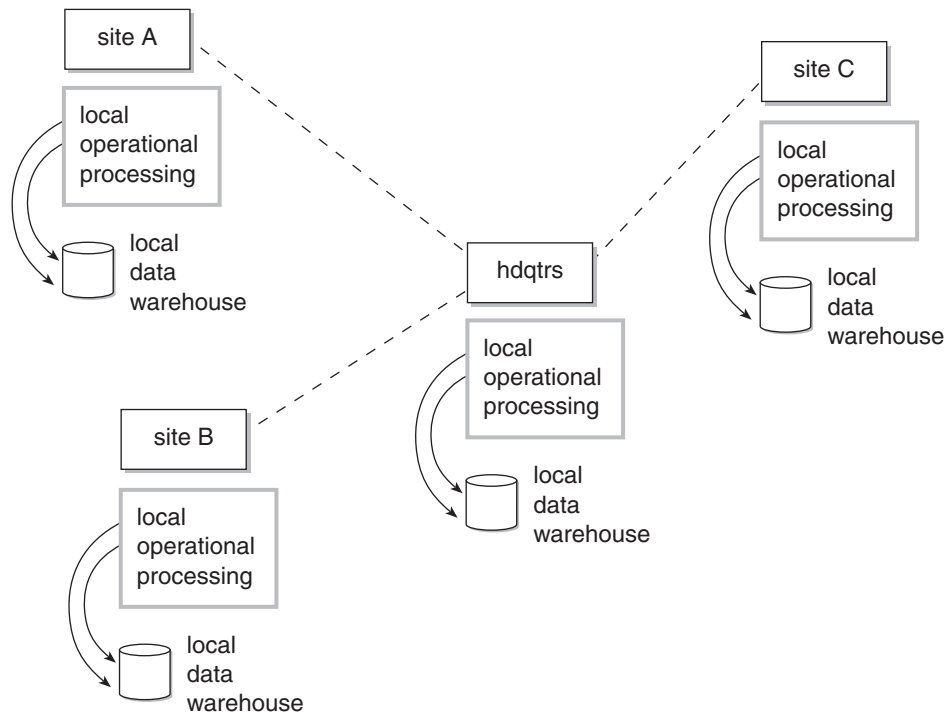 site A
local
operational
processing
local
data
warehouse
site C
local
operational
processing
local
data
warehouse
hdqtrs
local
operational
processing
local
data
warehouse
site B
local
operational
processing
local
data
warehouse